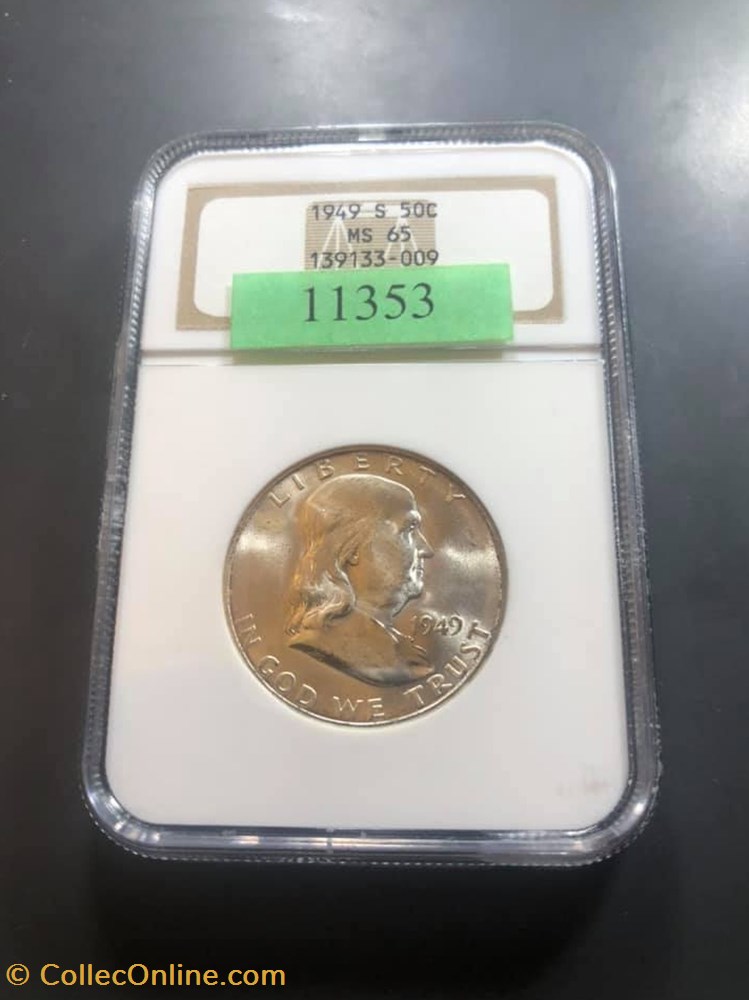 1949 S 50C
MS 65
139133-009
11353
LIBERTY
1949
IN GOD WE TRUST
© CollecOnline.com